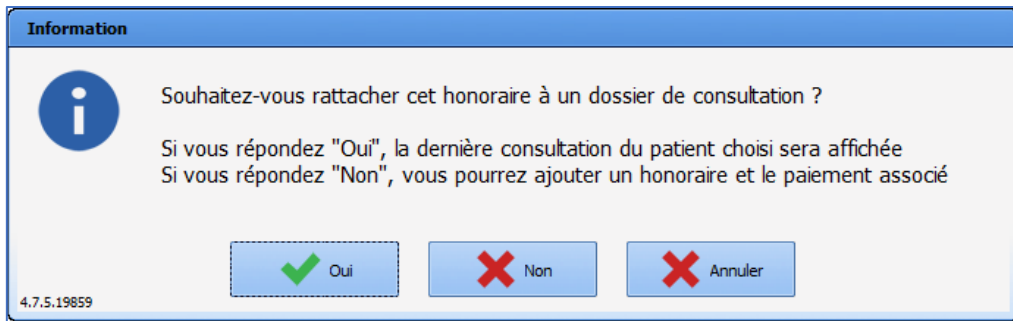 Information
Souhaitez-vous rattacher cet honoraire à un dossier de consultation ?
Si vous répondez "Oui", la dernière consultation du patient choisi sera affichée
Si vous répondez "Non", vous pourrez ajouter un honoraire et le paiement associé
Oui
Non
Annuler
4.7.5.19859